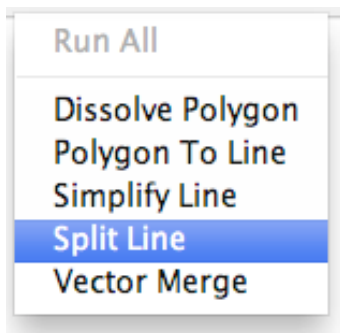 Run All
Dissolve Polygon
Polygon To Line
Simplify Line
Split Line
Vector Merge